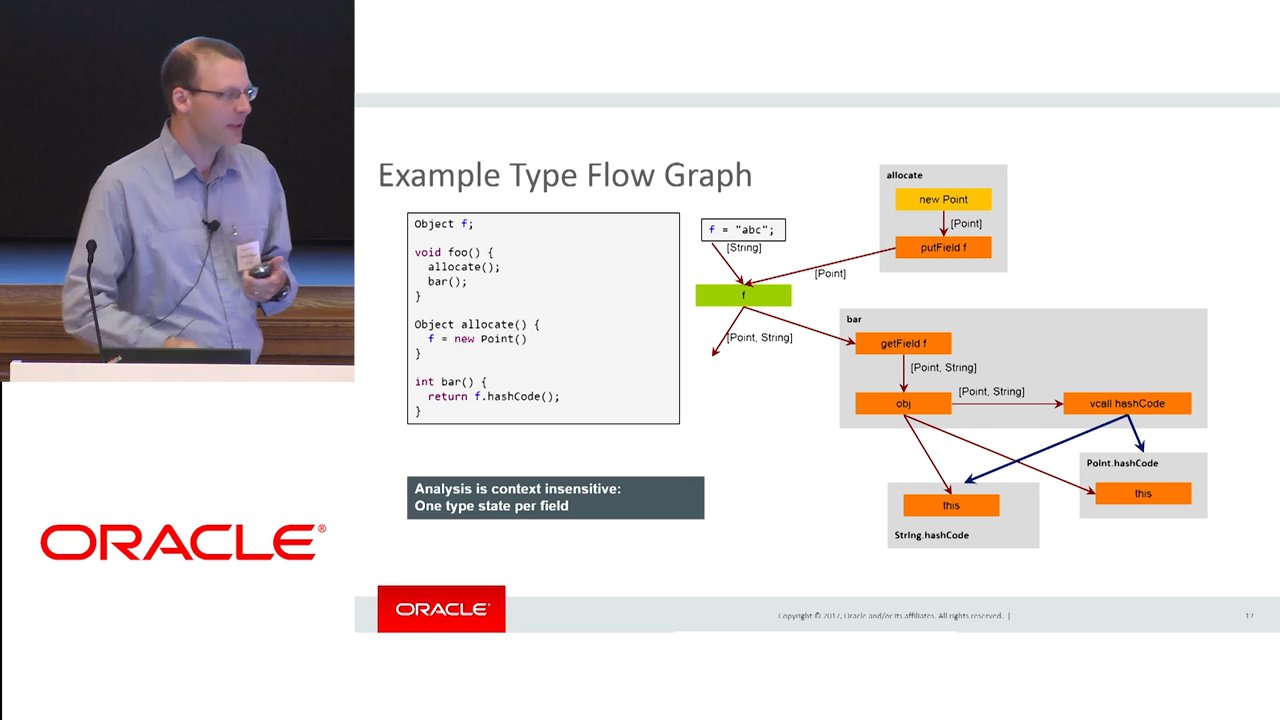 Example Type Flow Graph
Object f;
void foo() {
allocate();
bar();
}
Object allocate() {
f = new Point()
}
int bar() {
return f.hashCode();
}
Analysis is context insensitive:
One type state per field
f = "abc";
[String]
allocate
new Point
[Point]
putField f
[Point]
f
[Point, String]
bar
getField f
[Point, String]
obj
[Point, String]
vcall hashCode
Point.hashCode
this
this
String.hashCode
ORACLE®
ORACLE®
Copyright © 2017, Oracle and/or its affiliates. All rights reserved. |
12